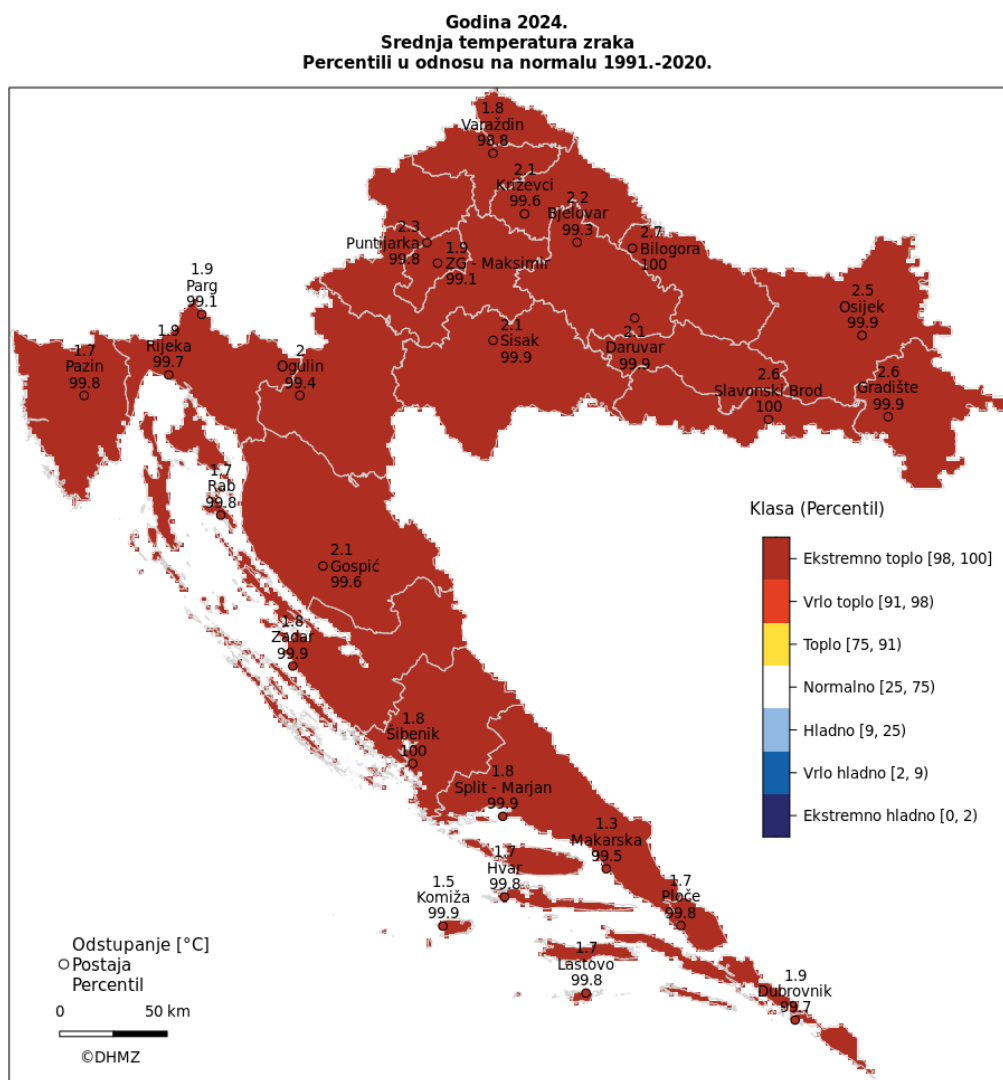 Godina 2024.
Srednja temperatura zraka
Percentili u odnosu na normalu 1991.-2020.
1.8
Varaždin
98.8
2.1
Križevci
99.6
2.2
Bjelovar
99.3
2.3
Puntijarka
99.8
1.9
ZG - Maksimir
99.1
2.7
Bilogora
100
1.9
Parg
99.1
2.5
Osijek
99.9
1.7
Pazin
99.8
1.9
Rijeka
99.7
2
Ogulin
99.4
2.1
Sisak
99.9
2.1
Daruvar
99.9
2.6
Slavonski Brod
100
2.6
Gradište
99.9
1.7
Rab
99.8
2.1
Gospić
99.6
1.8
Zadar
99.9
1.8
Šibenik
100
1.8
Split - Marjan
99.9
1.3
Makarska
99.5
1.7
Hvar
99.8
1.5
Komiža
99.9
1.7
Ploče
99.8
1.7
Lastovo
99.8
1.9
Dubrovnik
99.7
Klasa (Percentil)
Ekstremno toplo [98, 100]
Vrlo toplo [91, 98)
Toplo [75, 91)
Normalno [25, 75)
Hladno [9, 25)
Vrlo hladno [2, 9)
Ekstremno hladno [0, 2)
Odstupanje [°C]
Postaja
Percentil
0 50 km
©DHMZ